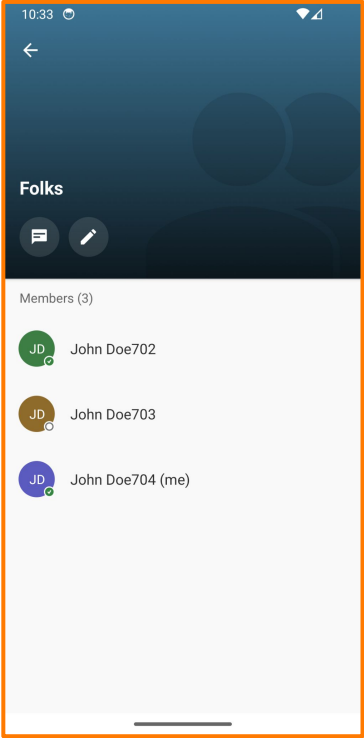 10:33
Folks
Members (3)
JD
John Doe702
JD
John Doe703
JD
John Doe704 (me)